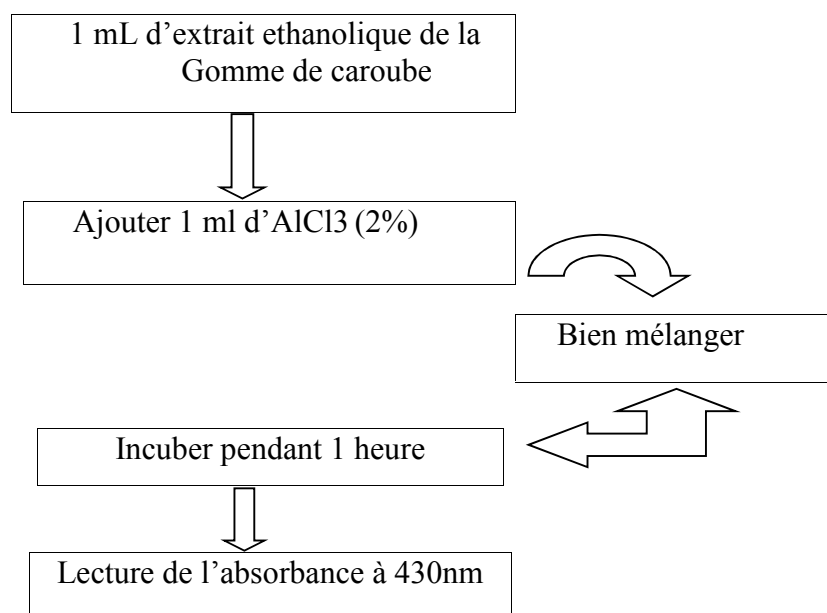 1 mL d’extrait ethanolique de la
Gomme de caroube
Ajouter 1 ml d’AlCl3 (2%)
Bien mélanger
Incuber pendant 1 heure
Lecture de l’absorbance à 430nm